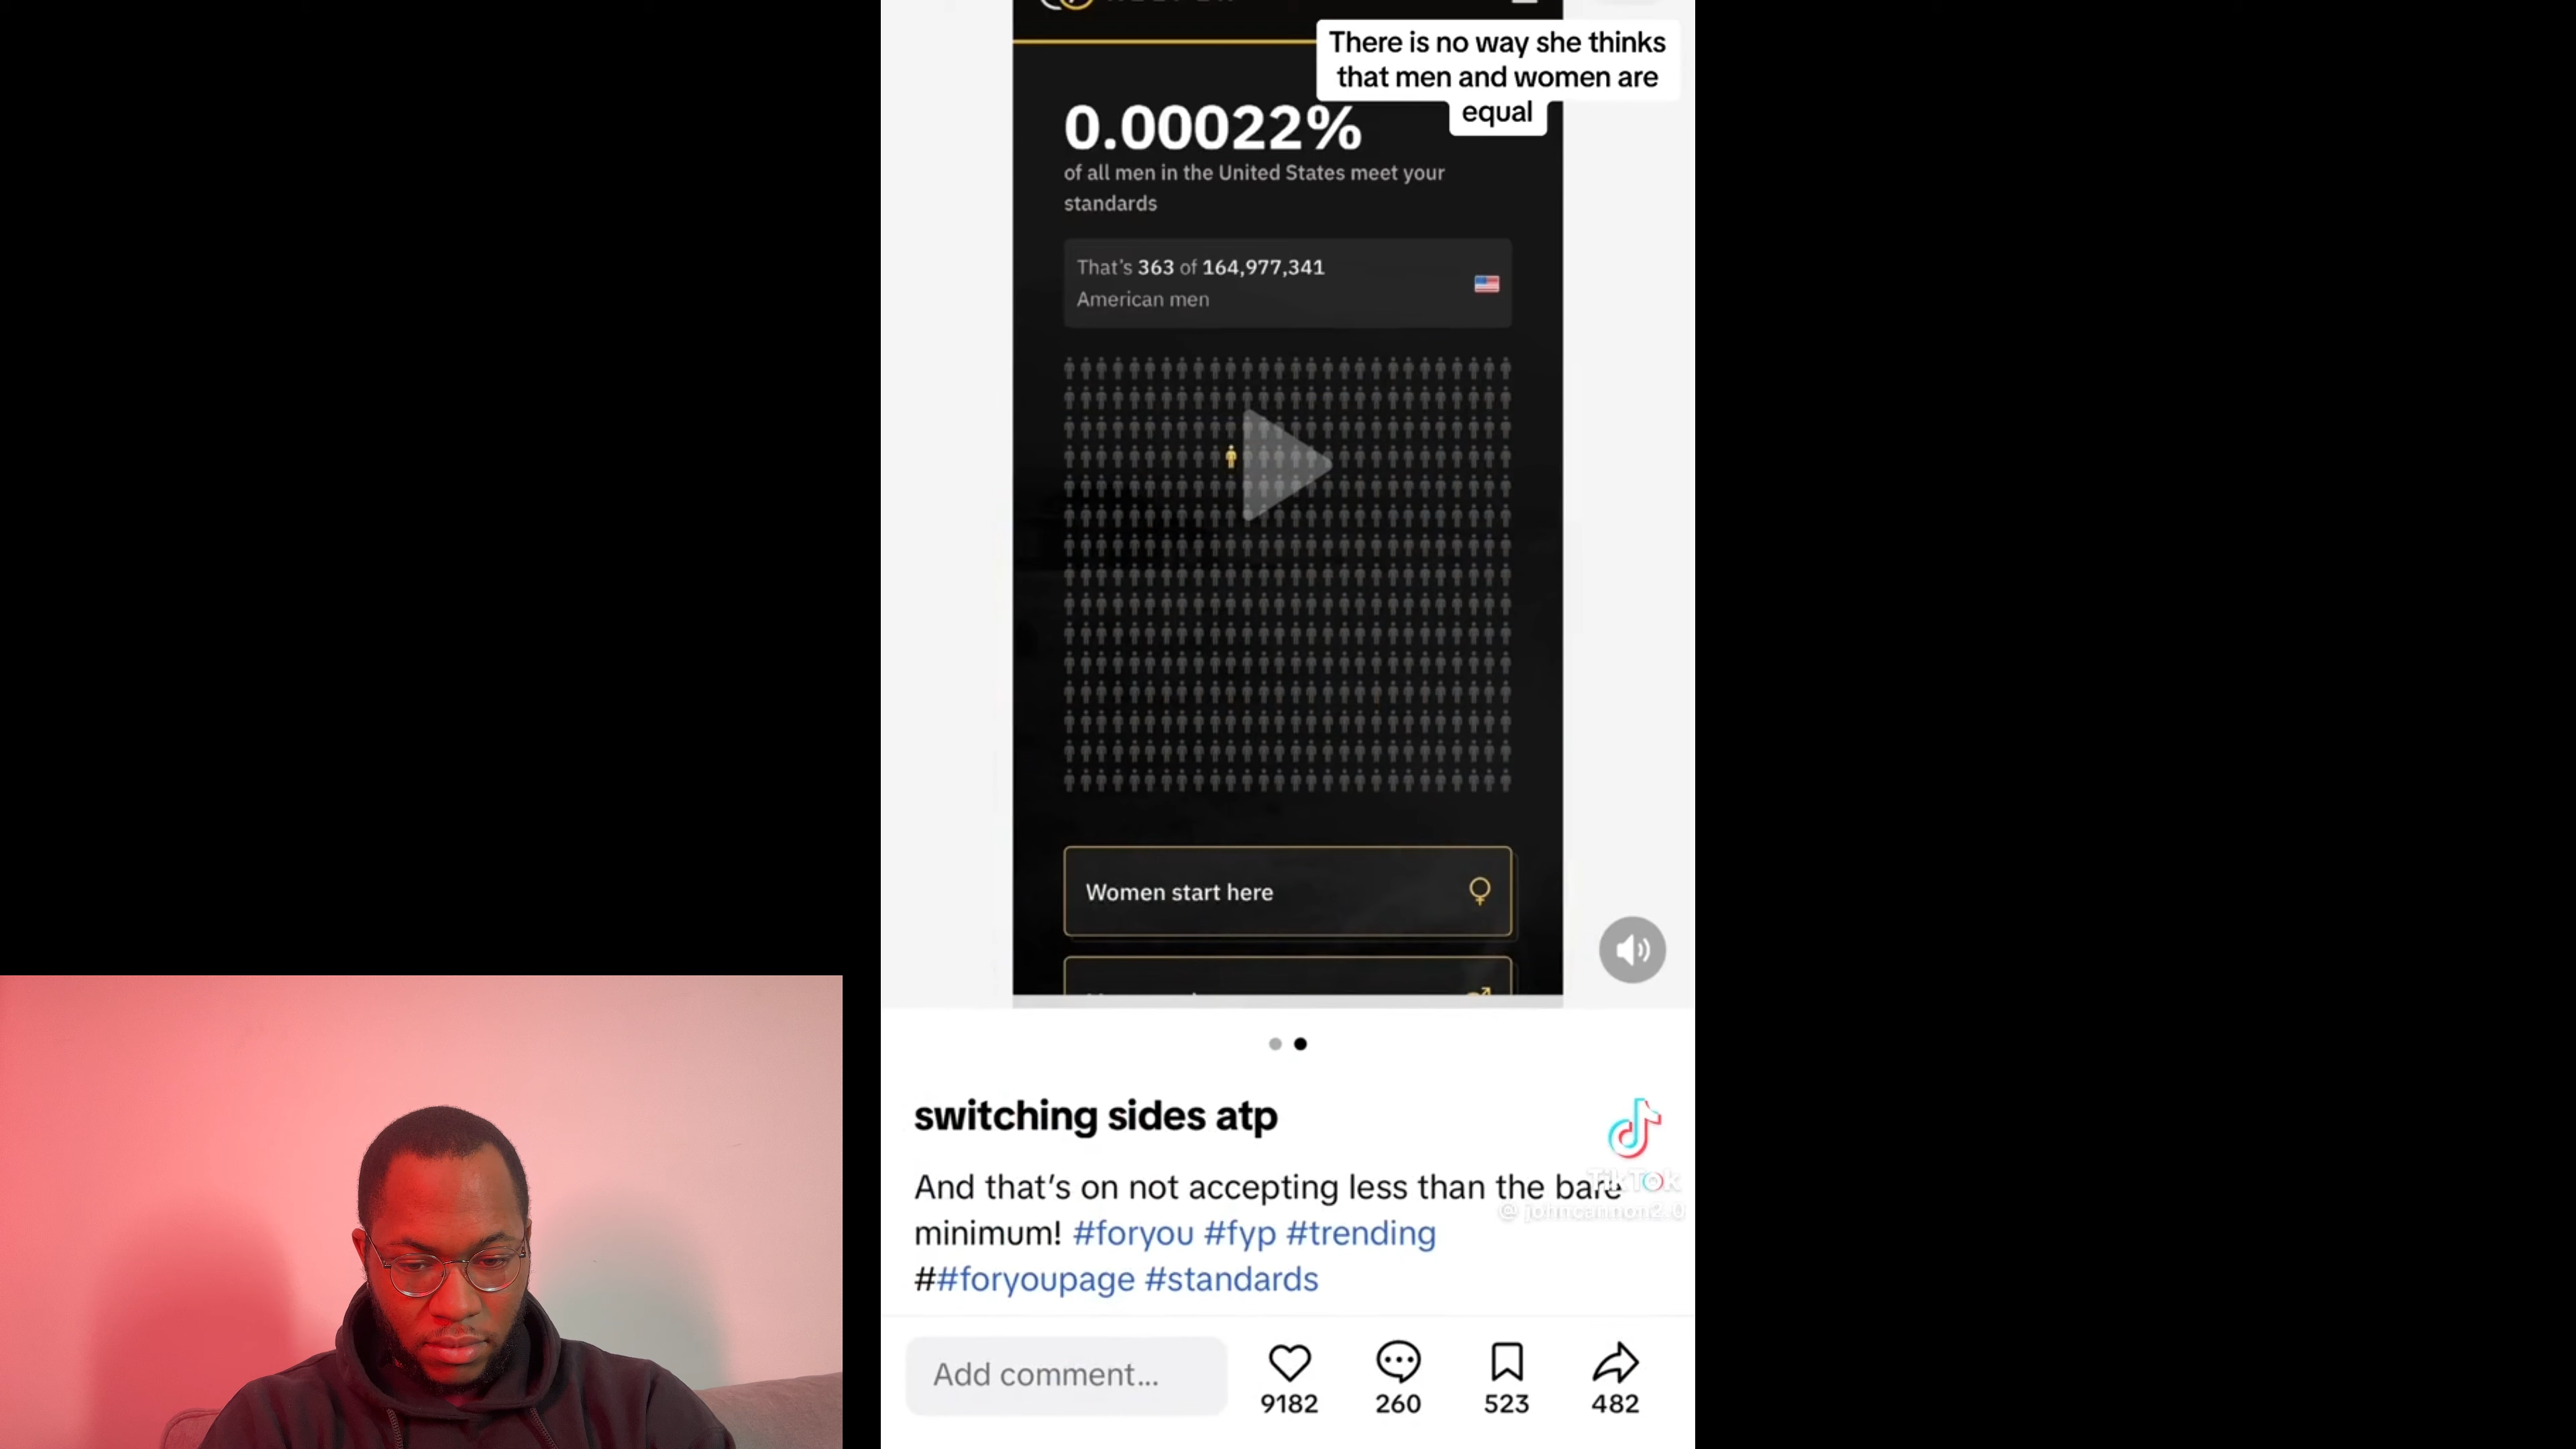 There is no way she thinks
that men and women are
equal
0.00022%
of all men in the United States meet your
standards
That's 363 of 164,977,341
American men
Women start here
switching sides atp
And that's on not accepting less than the bare
minimum! #foryou #fyp #trending
##foryoupage #standards
TikTok
@ johncannon2.0
Add comment...
9182
260
523
482